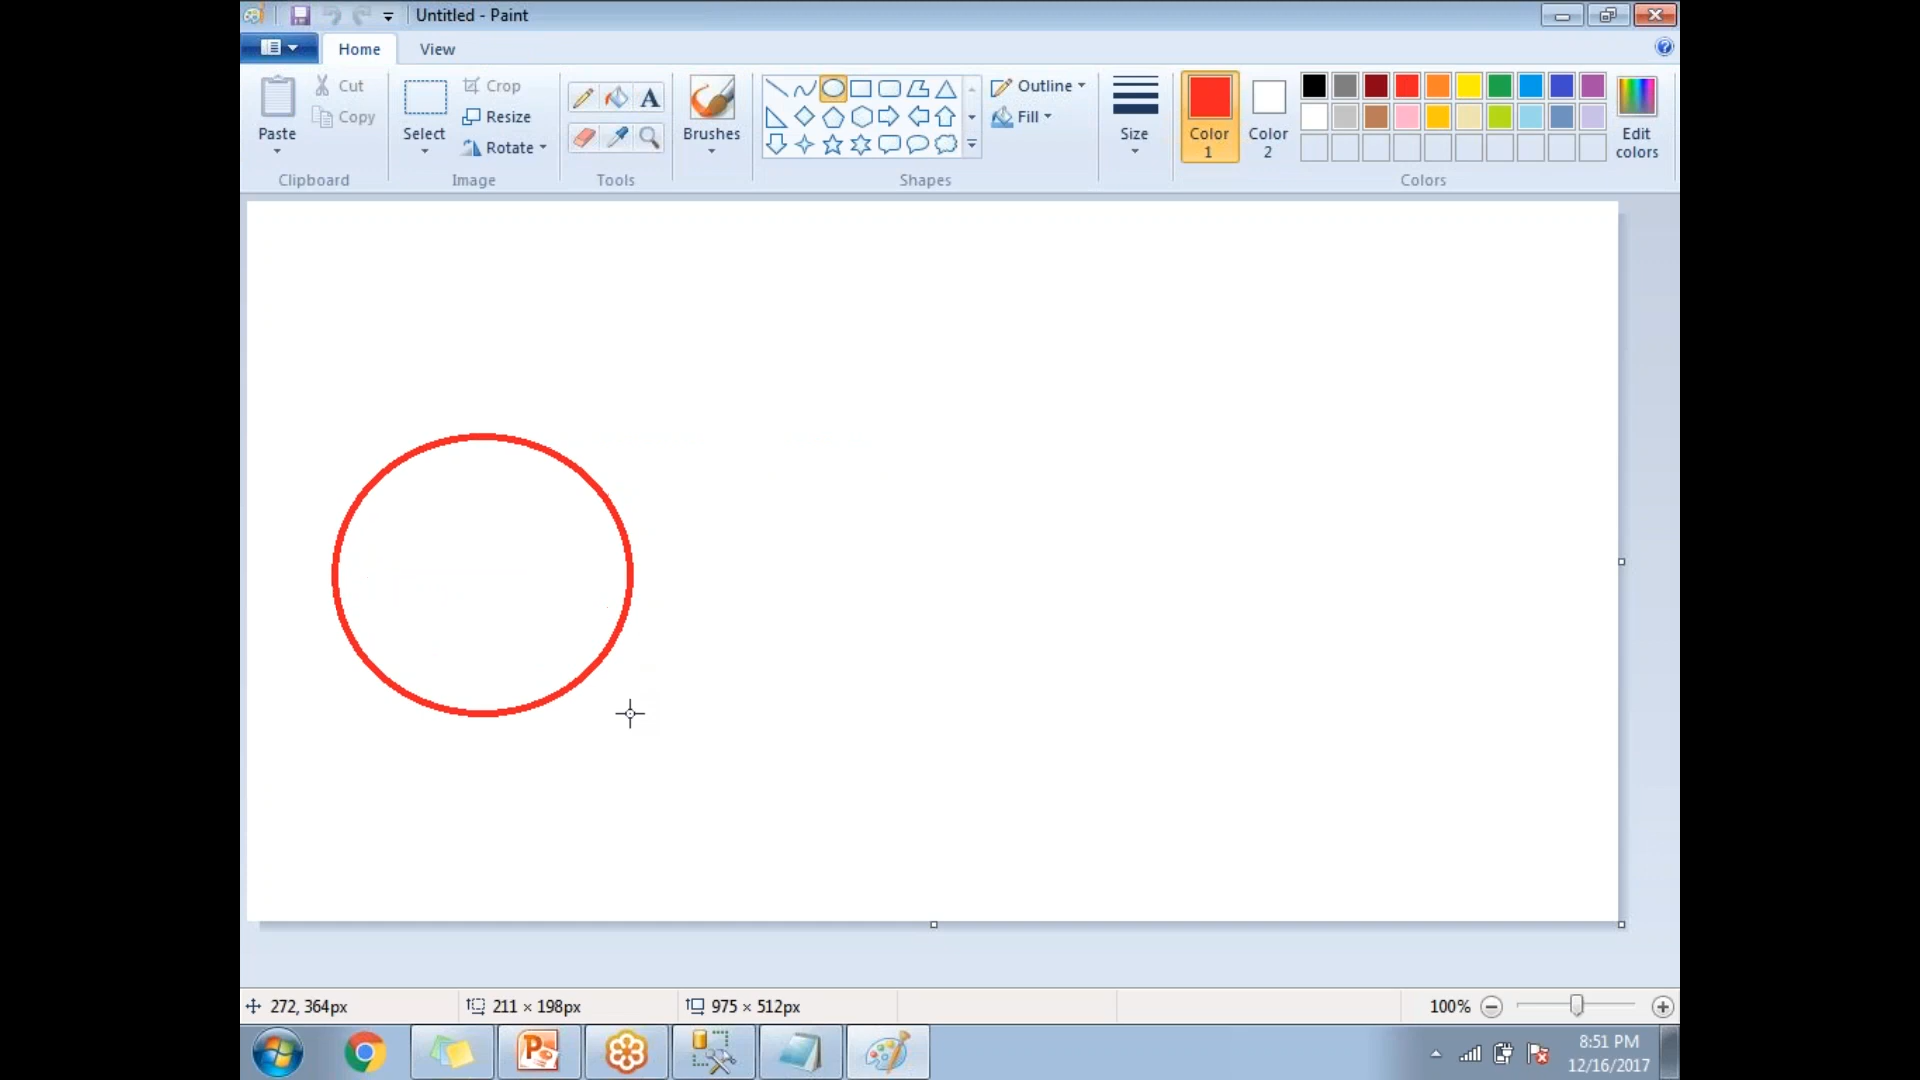 Untitled - Paint
Home View
Paste
Cut
Copy
Clipboard
Select
Crop
Resize
Rotate
Image
A
Tools
Brushes
Outline
Fill
Shapes
Size
Color
1
Color
2
Edit
colors
Colors
272, 364px
211 × 198px
975 × 512px
100%
8:51 PM
12/16/2017